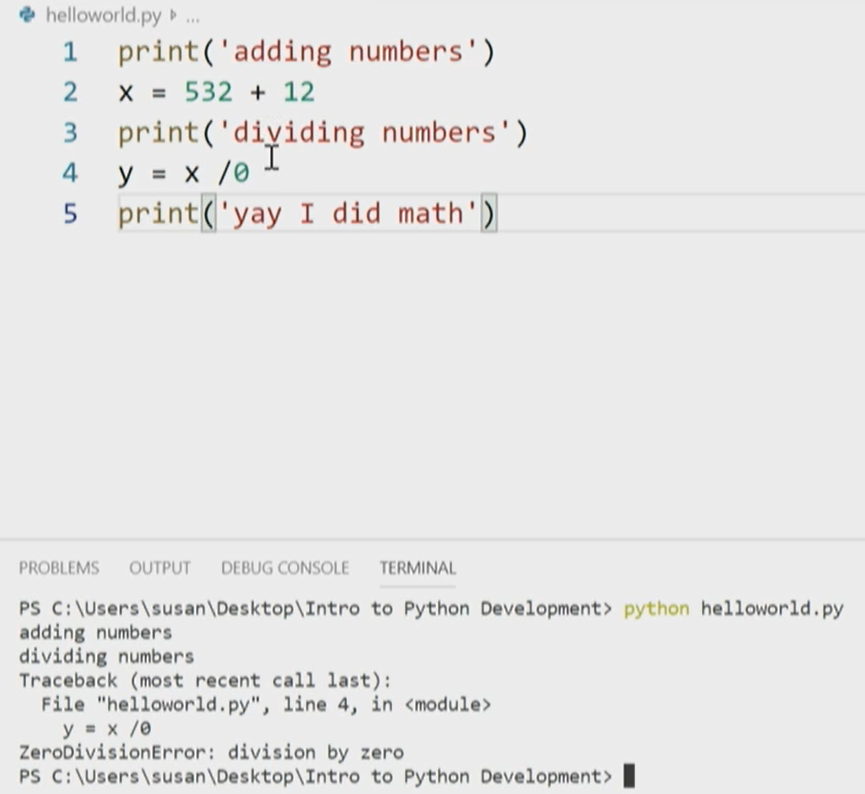 helloworld.py ▷ ...
1 print('adding numbers')
2 x = 532 + 12
3 print('dividing numbers')
4 y = x /0
5 print('yay I did math')
PROBLEMS OUTPUT DEBUG CONSOLE TERMINAL
PS C:\Users\susan\Desktop\Intro to Python Development> python helloworld.py
adding numbers
dividing numbers
Traceback (most recent call last):
  File "helloworld.py", line 4, in <module>
    y = x /0
ZeroDivisionError: division by zero
PS C:\Users\susan\Desktop\Intro to Python Development>